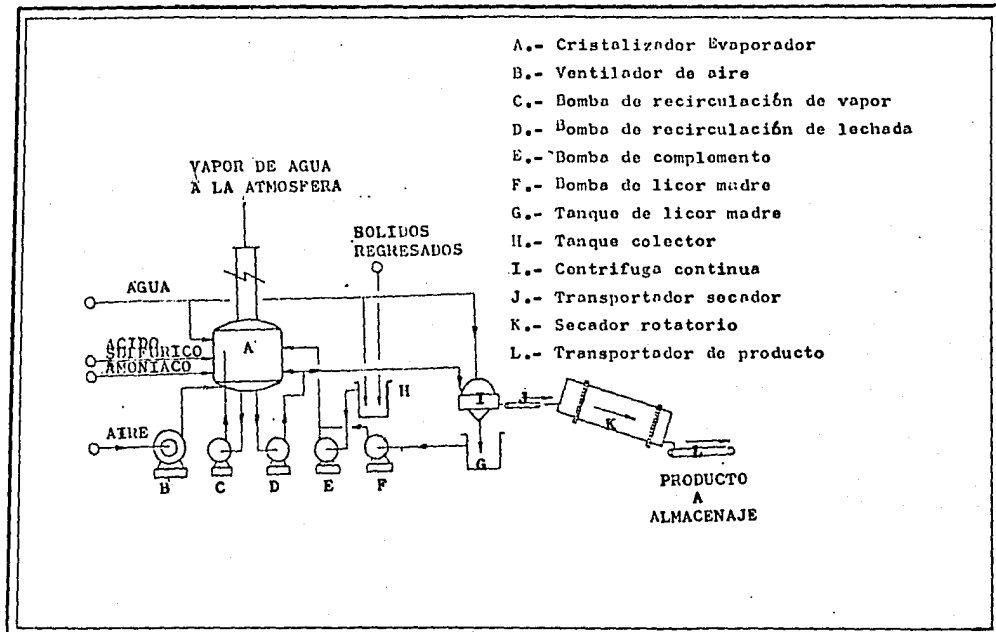 A.- Cristalizador Evaporador
B.- Ventilador de aire
C.- Bomba de recirculación de vapor
D.- Bomba de recirculación de lechada
E.- Bomba de complemento
F.- Bomba de licor madre
G.- Tanque de licor madre
H.- Tanque colector
I.- Centrifuga continua
J.- Transportador secador
K.- Secador rotatorio
L.- Transportador de producto
VAPOR DE AGUA
A LA ATMOSFERA
BOLIDOS
REGRESADOS
AGUA
ACIDO
SULFURICO
AMONIACO
AIRE
A
H
I
J
K
L
G
B
C
D
E
F
PRODUCTO
A
ALMACENAJE